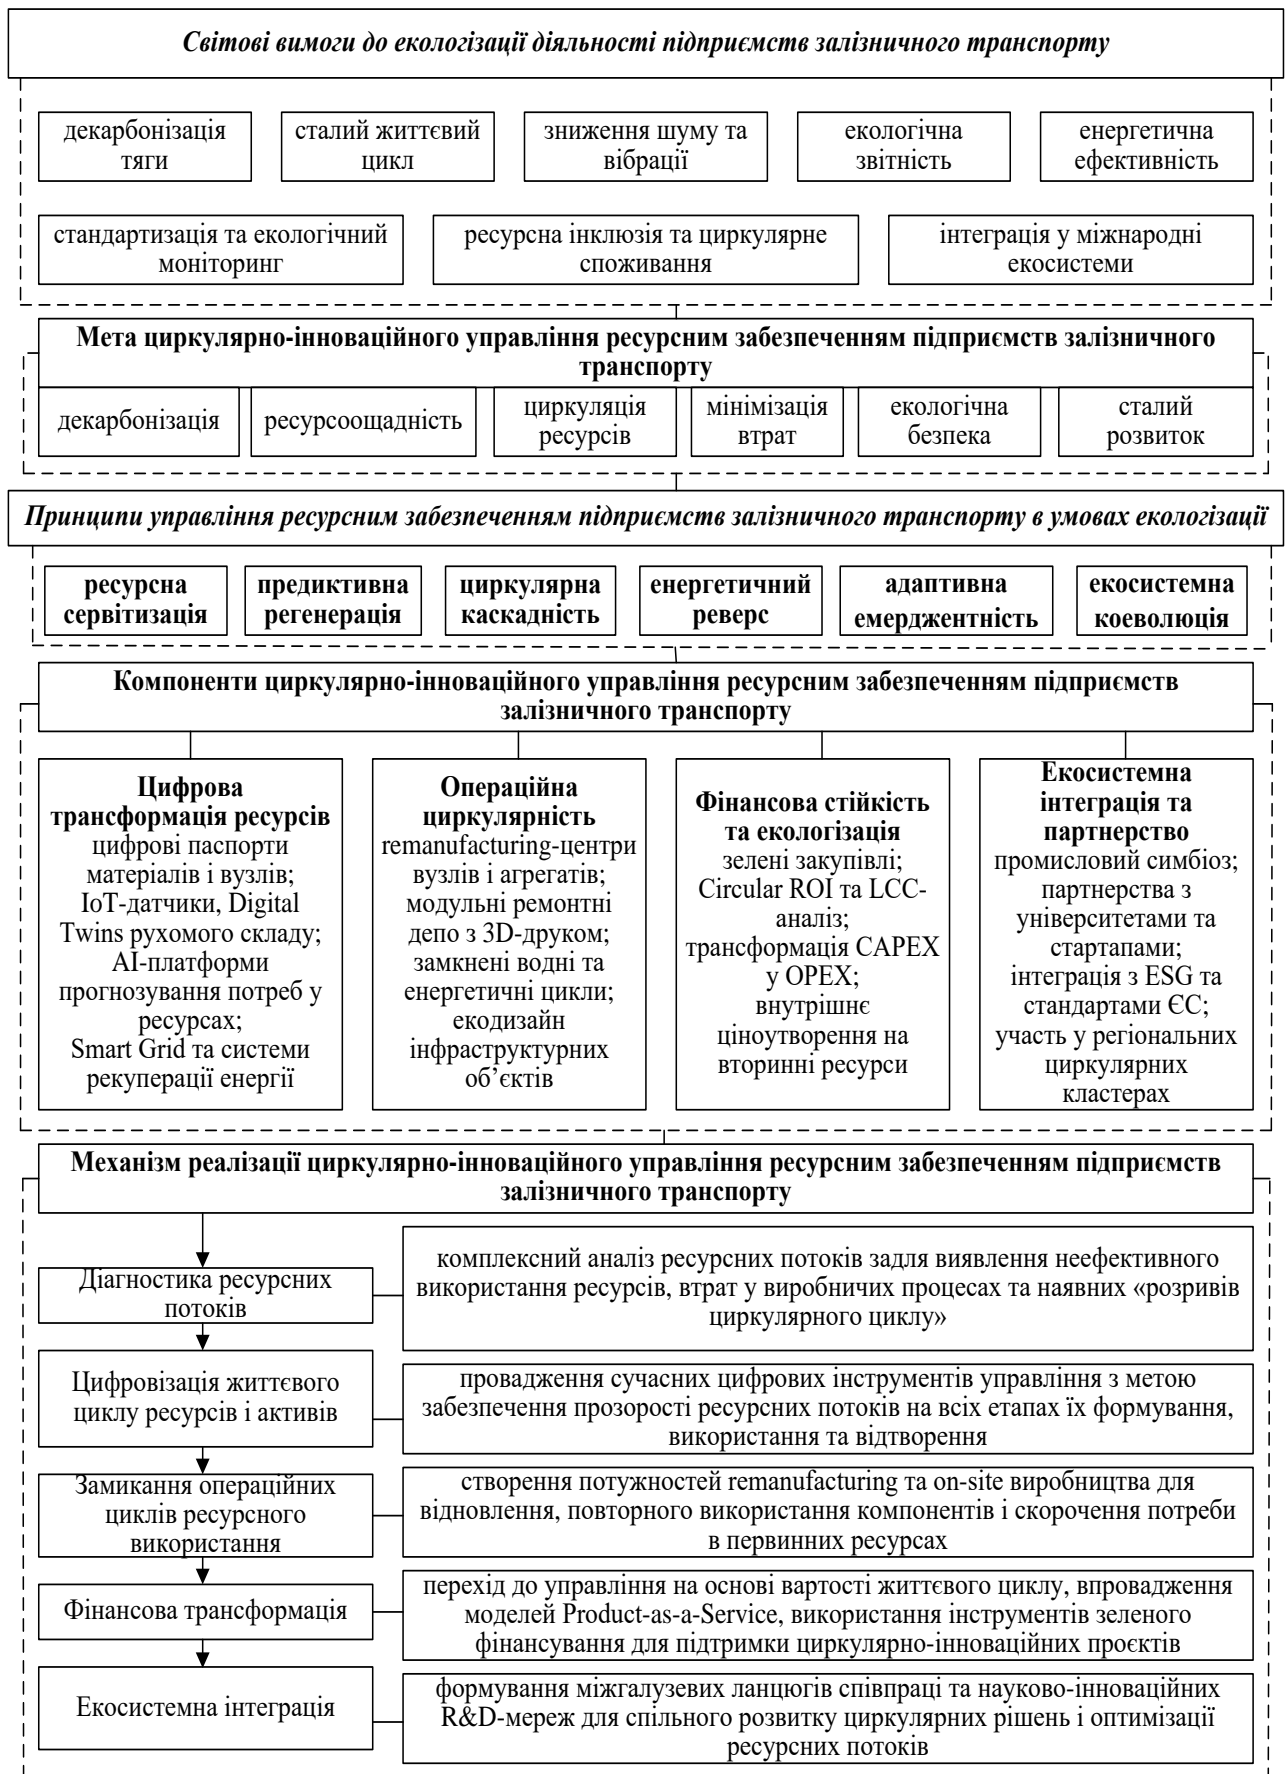 Світові вимоги до екологізації діяльності підприємств залізничного транспорту
декарбонізація
тяги
сталий життєвий
цикл
зниження шуму та
вібрації
екологічна
звітність
енергетична
ефективність
стандартизація та екологічний
моніторинг
ресурсна інклюзія та циркулярне
споживання
інтеграція у міжнародні
екосистеми
Мета циркулярно-інноваційного управління ресурсним забезпеченням підприємств залізничного
транспорту
декарбонізація
ресурсоощадність
циркуляція
ресурсів
мінімізація
втрат
екологічна
безпека
сталий
розвиток
Принципи управління ресурсним забезпеченням підприємств залізничного транспорту в умовах екологізації
ресурсна
сервітизація
предиктивна
регенерація
циркулярна
каскадність
енергетичний
реверс
адаптивна
емерджентність
екосистемна
коеволюція
Компоненти циркулярно-інноваційного управління ресурсним забезпеченням підприємств
залізничного транспорту
Цифрова
трансформація ресурсів
цифрові паспорти
матеріалів і вузлів;
IoT-датчики, Digital
Twins рухомого складу;
AI-платформи
прогнозування потреб у
ресурсах;
Smart Grid та системи
рекуперації енергії
Операційна
циркулярність
remanufacturing-центри
вузлів і агрегатів;
модульні ремонтні
депо з 3D-друком;
замкнені водні та
енергетичні цикли;
екодизайн
інфраструктурних
об’єктів
Фінансова стійкість
та екологізація
зелені закупівлі;
Circular ROI та LCC-
аналіз;
трансформація CAPEX
у OPEX;
внутрішнє
ціноутворення на
вторинні ресурси
Екосистемна
інтеграція та
партнерство
промисловий симбіоз;
партнерства з
університетами та
стартапами;
інтеграція з ESG та
стандартами ЄС;
участь у регіональних
циркулярних
кластерах
Механізм реалізації циркулярно-інноваційного управління ресурсним забезпеченням підприємств
залізничного транспорту
Діагностика ресурсних
потоків
комплексний аналіз ресурсних потоків задля виявлення неефективного
використання ресурсів, втрат у виробничих процесах та наявних «розривів
циркулярного циклу»
Цифровізація життєвого
циклу ресурсів і активів
провадження сучасних цифрових інструментів управління з метою
забезпечення прозорості ресурсних потоків на всіх етапах їх формування,
використання та відтворення
Замикання операційних
циклів ресурсного
використання
створення потужностей remanufacturing та on-site виробництва для
відновлення, повторного використання компонентів і скорочення потреби
в первинних ресурсах
Фінансова трансформація
перехід до управління на основі вартості життєвого циклу, впровадження
моделей Product-as-a-Service, використання інструментів зеленого
фінансування для підтримки циркулярно-інноваційних проєктів
Екосистемна інтеграція
формування міжгалузевих ланцюгів співпраці та науково-інноваційних
R&D-мереж для спільного розвитку циркулярних рішень і оптимізації
ресурсних потоків